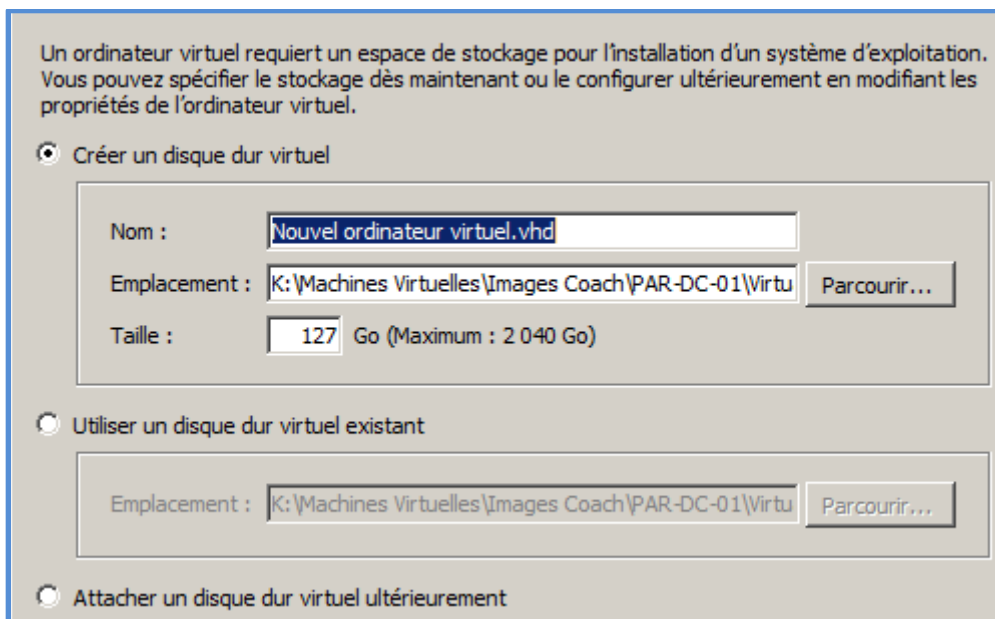 Un ordinateur virtuel requiert un espace de stockage pour l'installation d'un système d'exploitation.
Vous pouvez spécifier le stockage dès maintenant ou le configurer ultérieurement en modifiant les
propriétés de l'ordinateur virtuel.
Créer un disque dur virtuel
Nom : Nouvel ordinateur virtuel.vhd
Emplacement : K:\Machines Virtuelles\Images Coach\PAR-DC-01\Virtu Parcourir...
Taille : 127 Go (Maximum : 2 040 Go)
Utiliser un disque dur virtuel existant
Emplacement : K:\Machines Virtuelles\Images Coach\PAR-DC-01\Virtu Parcourir...
Attacher un disque dur virtuel ultérieurement